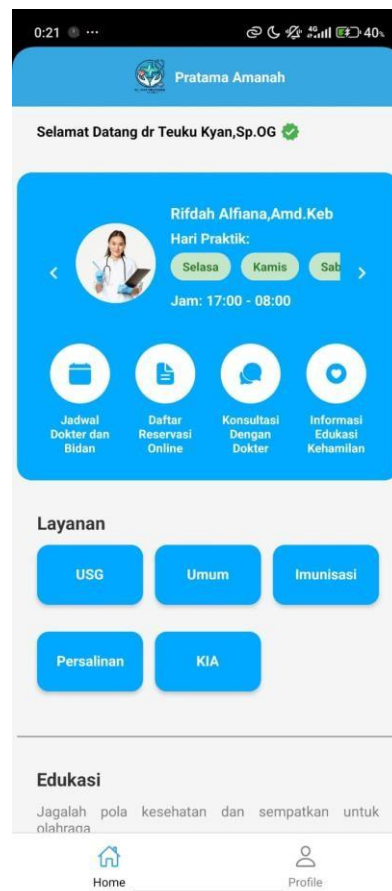 0:21 ...
4G 40%
Pratama Amanah
Selamat Datang dr Teuku Kyan,Sp.OG
Rifdah Alfiana,Amd.Keb
Hari Praktik:
Selasa Kamis Sab
Jam: 17:00 - 08:00
Jadwal Dokter dan Bidan
Daftar Reservasi Online
Konsultasi Dengan Dokter
Informasi Edukasi Kehamilan
Layanan
USG Umum Imunisasi
Persalinan KIA
Edukasi
Jagalah pola kesehatan dan sempatkan untuk
olahraga
Home Profile